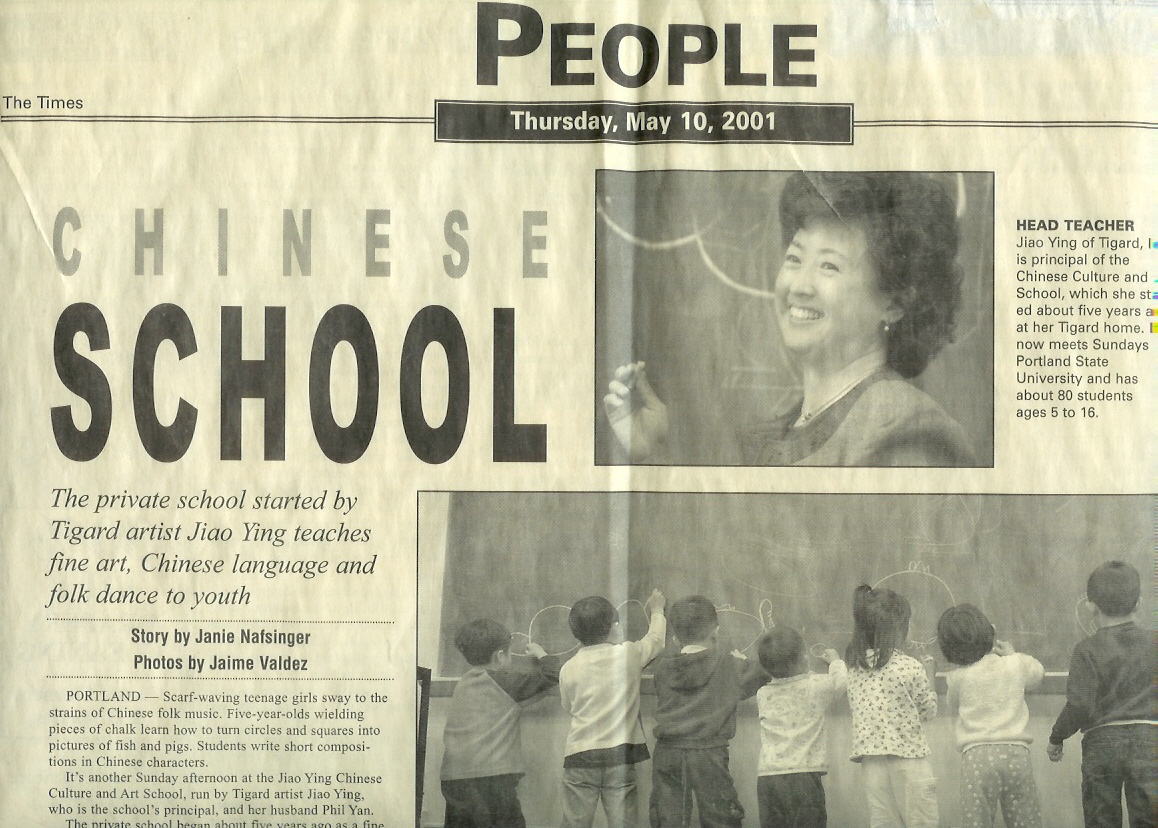 PEOPLE
The Times
Thursday, May 10, 2001
CHINESE
SCHOOL
HEAD TEACHER
Jiao Ying of Tigard,
is principal of the
Chinese Culture and
School, which she st
ed about five years a
at her Tigard home.
now meets Sundays
Portland State
University and has
about 80 students
ages 5 to 16.
The private school started by
Tigard artist Jiao Ying teaches
fine art, Chinese language and
folk dance to youth
Story by Janie Nafsinger
Photos by Jaime Valdez
PORTLAND — Scarf-waving teenage girls sway to the
strains of Chinese folk music. Five-year-olds wielding
pieces of chalk learn how to turn circles and squares into
pictures of fish and pigs. Students write short composi-
tions in Chinese characters.
It's another Sunday afternoon at the Jiao Ying Chinese
Culture and Art School, run by Tigard artist Jiao Ying,
who is the school's principal, and her husband Phil Yan.
The private school began about five years ago as a fine